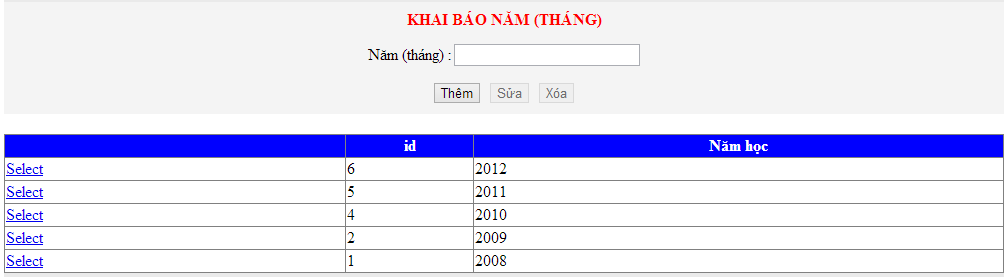 KHAI BÁO NĂM (THÁNG)
Năm (tháng) :
Thêm Sửa Xóa
id Năm học
Select 6 2012
Select 5 2011
Select 4 2010
Select 2 2009
Select 1 2008